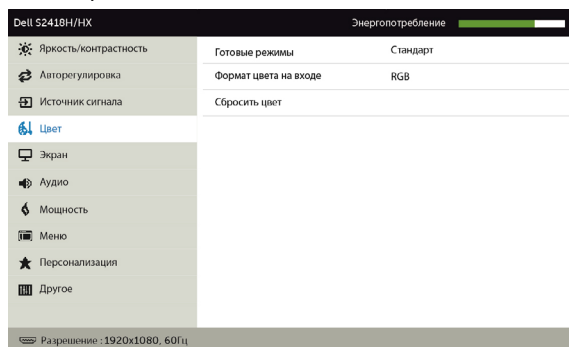 Dell S2418H/HX Энергопотребление
Яркость/контрастность
Готовые режимы Стандарт
Авторегулировка
Формат цвета на входе RGB
Источник сигнала
Сбросить цвет
Цвет
Экран
Аудио
Мощность
Меню
Персонализация
Другое
Разрешение : 1920x1080, 60Гц